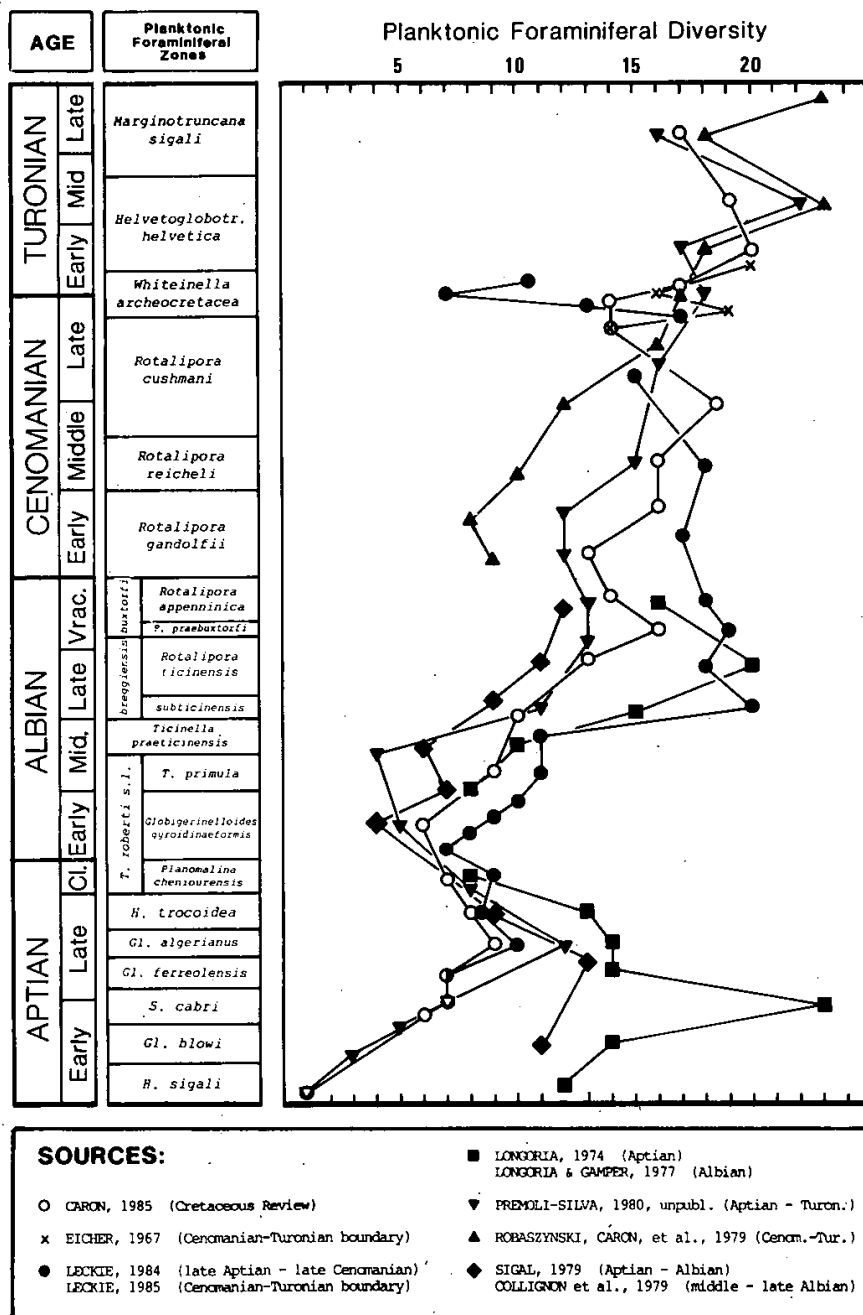 AGE
Planktonic
Foraminiferal
Zones
Planktonic Foraminiferal Diversity
5 10 15 20
TURONIAN
Late
Mid
Early
CENOMANIAN
Late
Middle
Early
ALBIAN
Vrac.
Late
Mid.
Early
APTIAN
Cl.
Late
Early
Marginotruncana
sigali
Helvetoglobotr.
helvetica
Whiteinella
archeocretacea
Rotalipora
cushmani
Rotalipora
reicheli
Rotalipora
gandolfii
buxtorfi
Rotalipora
appenninica
P. praebuxtorfi
breggiensis
Rotalipora
ticinensis
subticinensis
Ticinella
praeticinensis
T. roberti s.l.
T. primula
Globigerinelloides
gyroidinaeformis
Planomalina
cheniourensis
H. trocoidea
Gl. algerianus
Gl. ferreolensis
S. cabri
Gl. blowi
H. sigali
SOURCES:
CARON, 1985 (Cretaceous Review)
EICHER, 1967 (Cenomanian-Turonian boundary)
LECKIE, 1984 (late Aptian - late Cenomanian)
LECKIE, 1985 (Cenomanian-Turonian boundary)
LONGORIA, 1974 (Aptian)
LONGORIA & GAMPER, 1977 (Albian)
PREMOLI-SILVA, 1980, unpubl. (Aptian - Turon.)
ROBASZYNSKI, CARON, et al., 1979 (Cenom.-Tur.)
SIGAL, 1979 (Aptian - Albian)
COLLIGNON et al., 1979 (middle - late Albian)